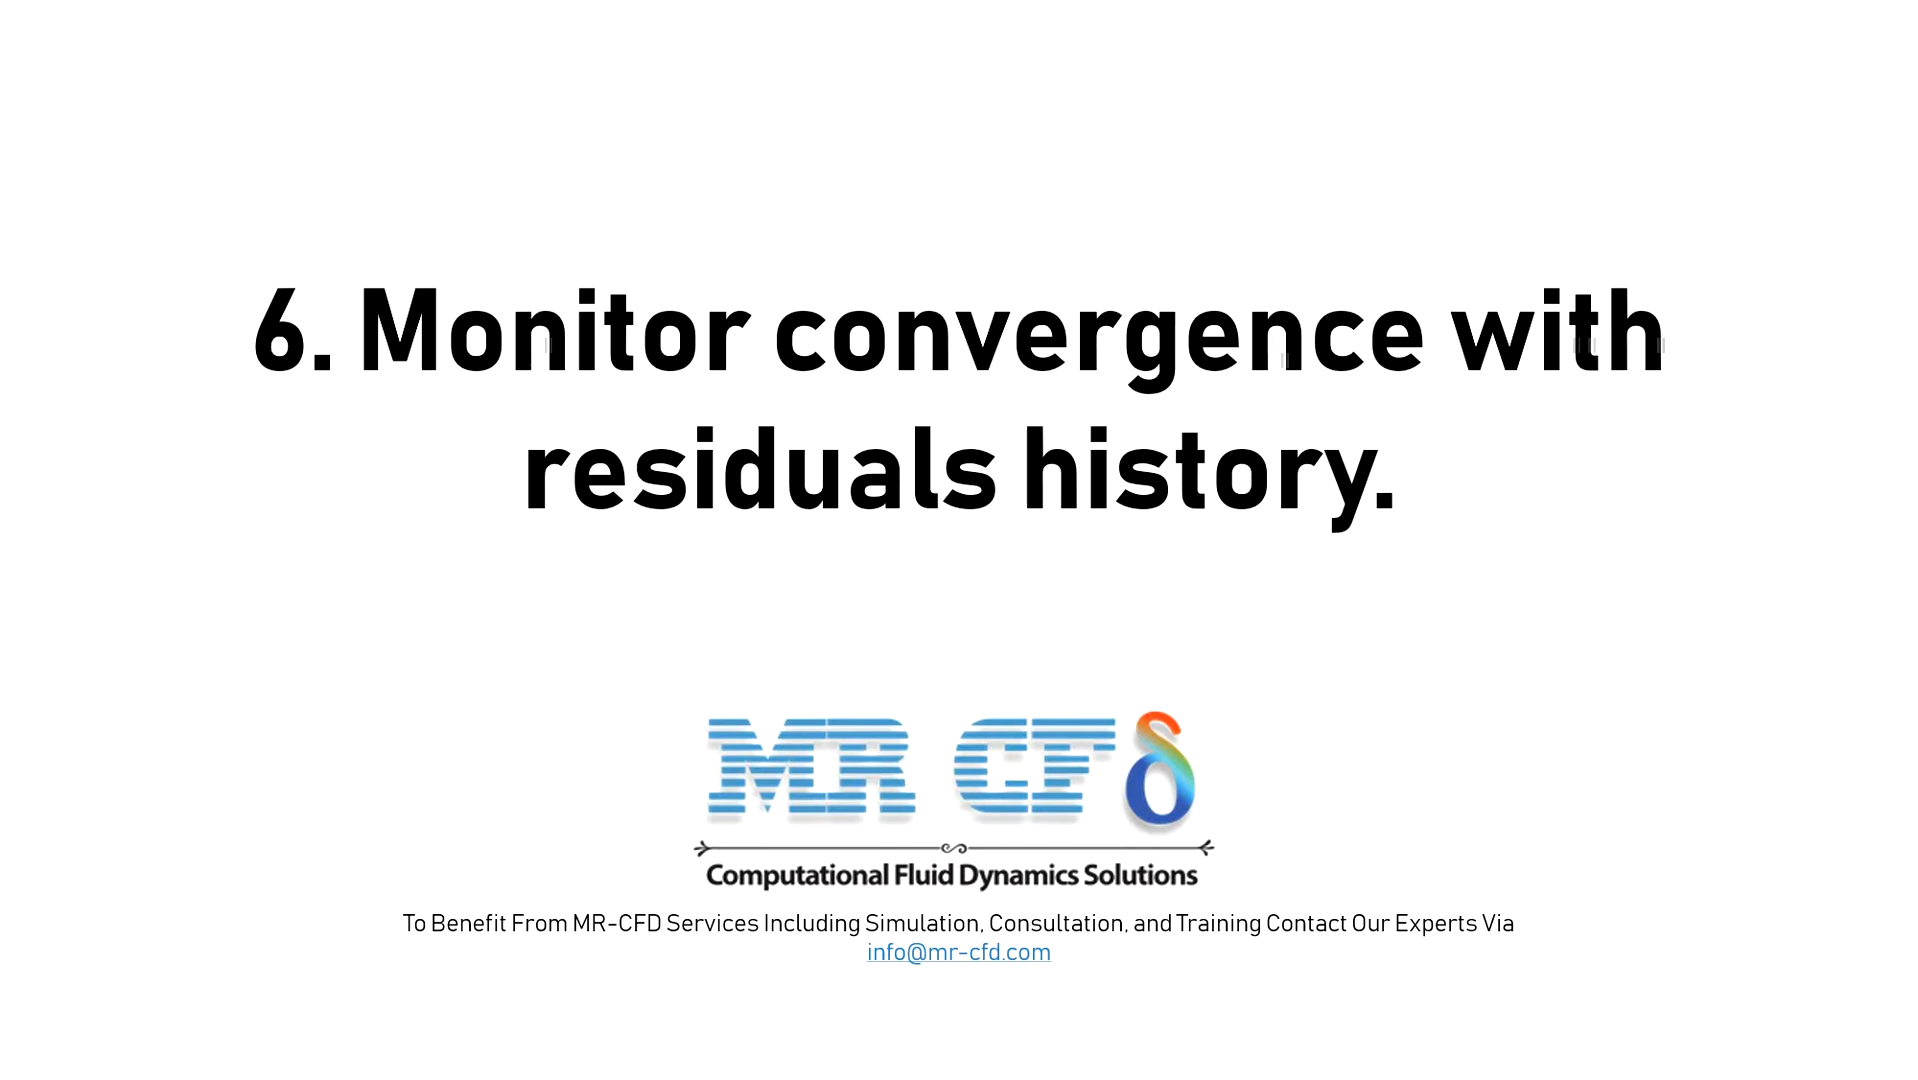 6. Monitor convergence with
residuals history.
MR CFδ
Computational Fluid Dynamics Solutions
To Benefit From MR-CFD Services Including Simulation, Consultation, and Training Contact Our Experts Via
info@mr-cfd.com